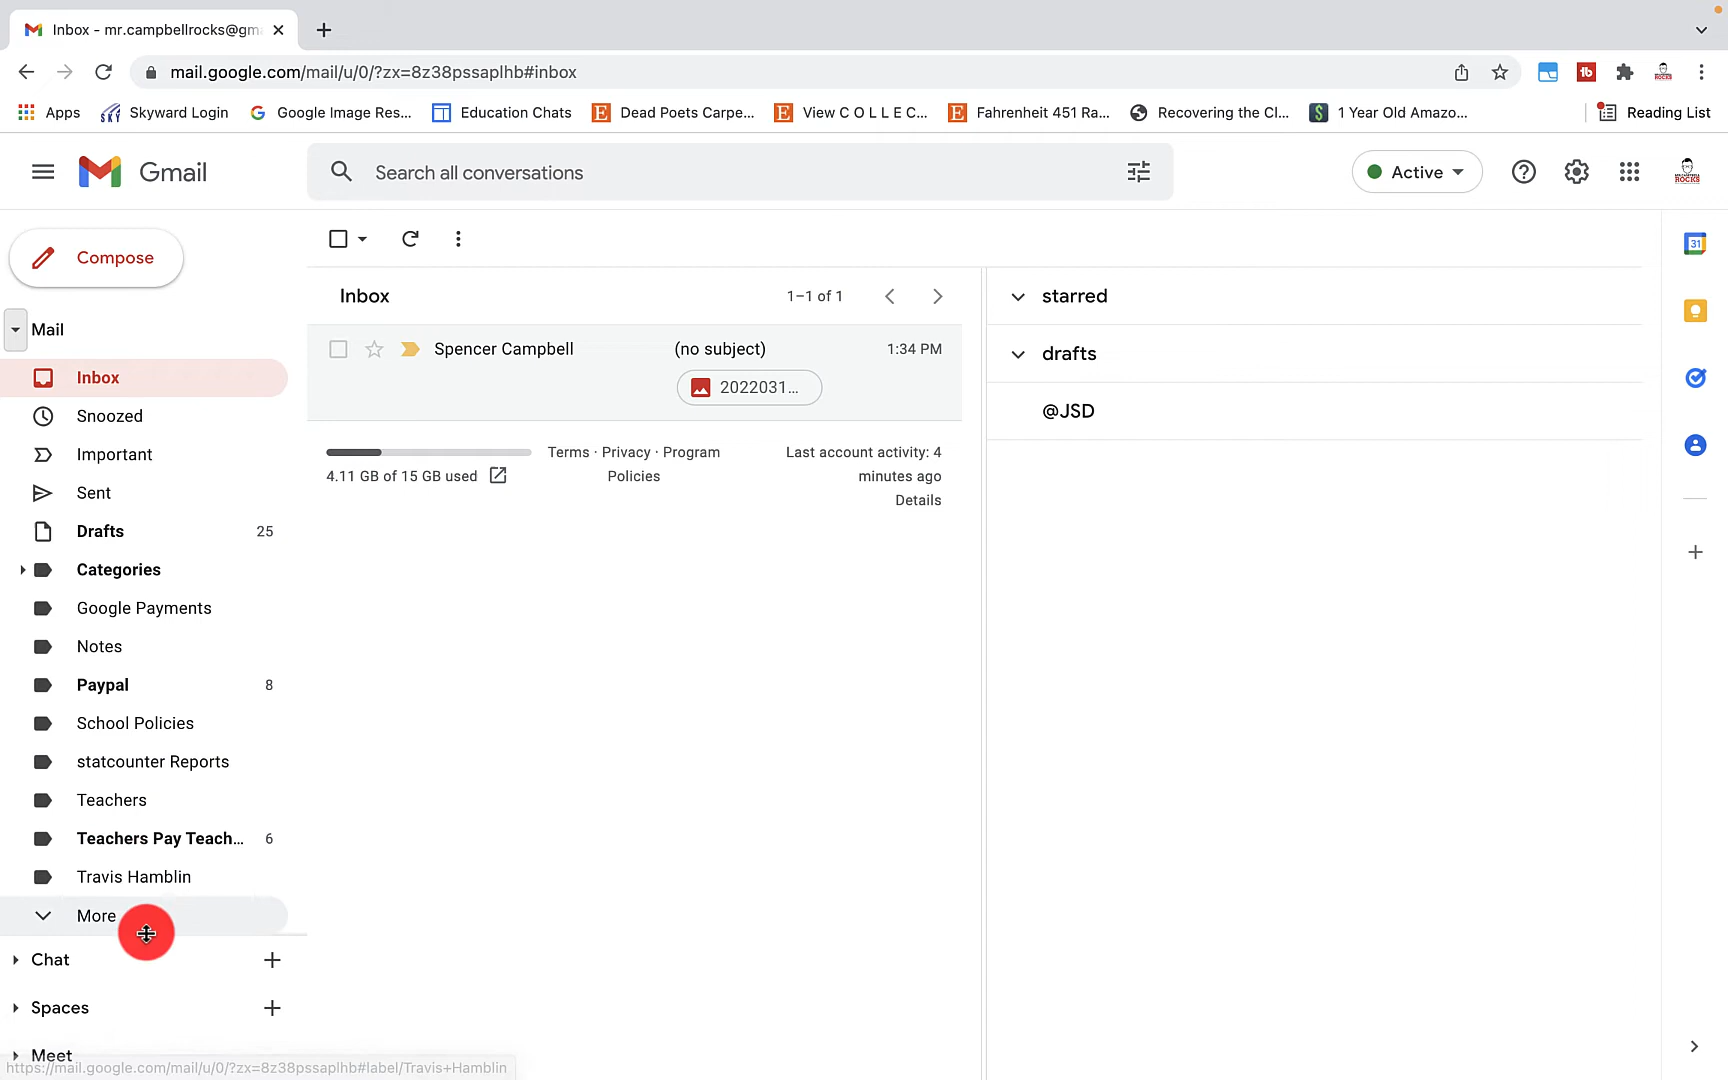 Inbox - mr.campbellrocks@gm
mail.google.com/mail/u/0/?zx=8z38pssaplhb#inbox
Apps
Skyward Login
Google Image Res...
Education Chats
Dead Poets Carpe...
View C O L L E C...
Fahrenheit 451 Ra...
Recovering the Cl...
1 Year Old Amazo...
Reading List
Gmail
Search all conversations
Active
Compose
Mail
Inbox
Snoozed
Important
Sent
Drafts 25
Categories
Google Payments
Notes
Paypal 8
School Policies
statcounter Reports
Teachers
Teachers Pay Teach... 6
Travis Hamblin
More
Chat
Spaces
Meet
https://mail.google.com/mail/u/0/?zx=8z38pssaplhb#label/Travis+Hamblin
Inbox
1–1 of 1
Spencer Campbell (no subject) 1:34 PM
2022031...
4.11 GB of 15 GB used
Terms · Privacy · Program
Policies
Last account activity: 4
minutes ago
Details
starred
drafts
@JSD
31